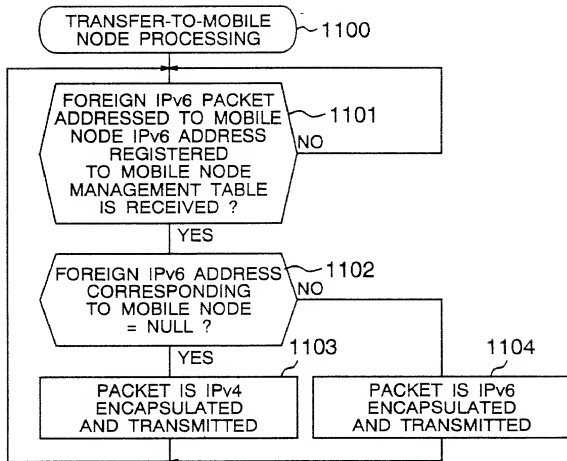 TRANSFER-TO-MOBILE
NODE PROCESSING
1100
FOREIGN IPv6 PACKET
ADDRESSED TO MOBILE
NODE IPv6 ADDRESS
REGISTERED
TO MOBILE NODE
MANAGEMENT TABLE
IS RECEIVED ?
1101
NO
YES
FOREIGN IPv6 ADDRESS
CORRESPONDING
TO MOBILE NODE
= NULL ?
1102
NO
YES
1103
PACKET IS IPv4
ENCAPSULATED
AND TRANSMITTED
1104
PACKET IS IPv6
ENCAPSULATED
AND TRANSMITTED